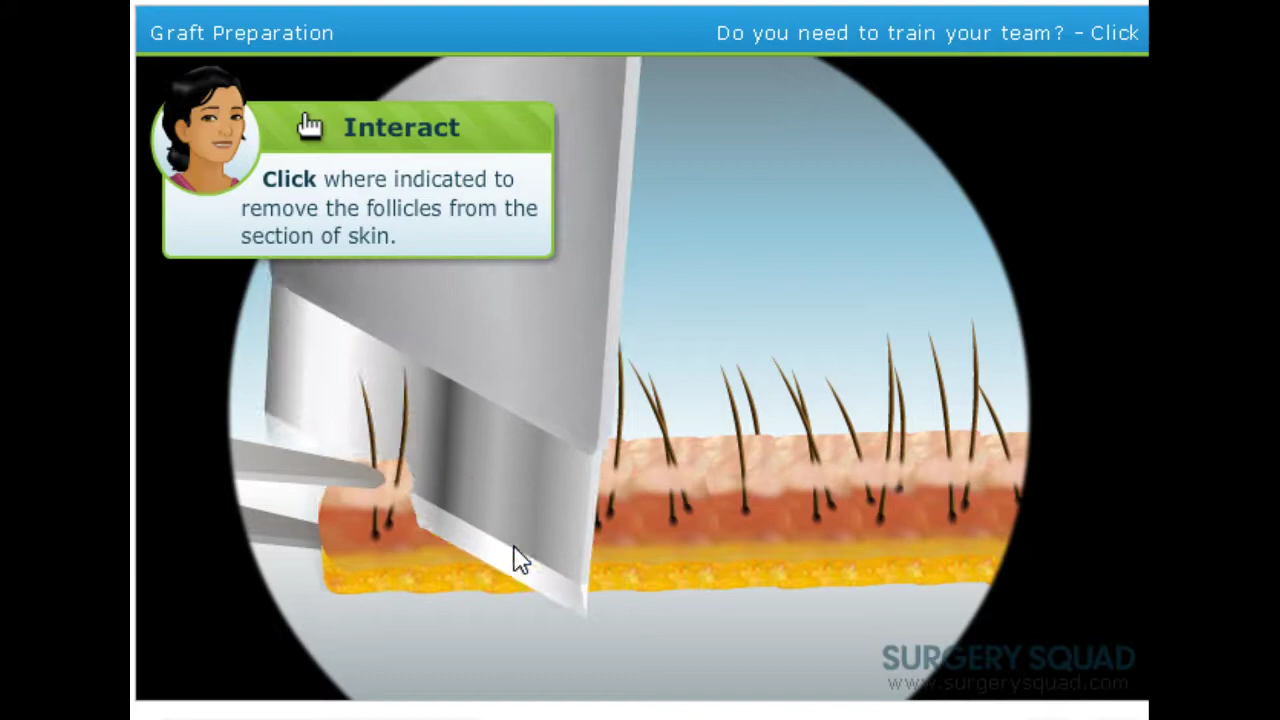 Graft Preparation
Do you need to train your team? - Click
Interact
Click where indicated to
remove the follicles from the
section of skin.
SURGERY SQUAD
www.surgerysquad.com